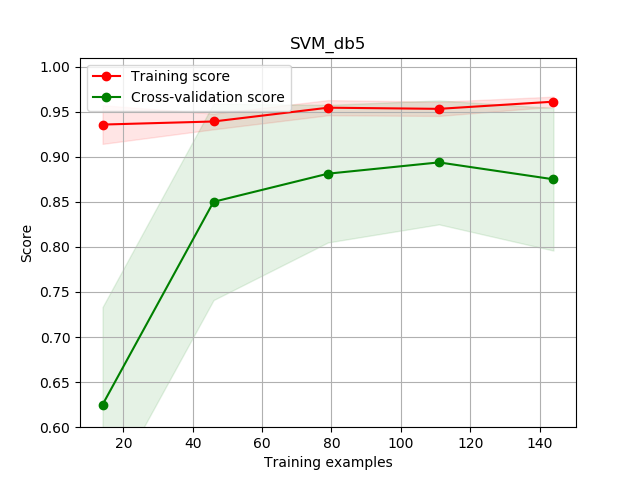 SVM_db5
Training score
Cross-validation score
1.00
0.95
0.90
0.85
0.80
0.75
0.70
0.65
0.60
Score
20 40 60 80 100 120 140
Training examples